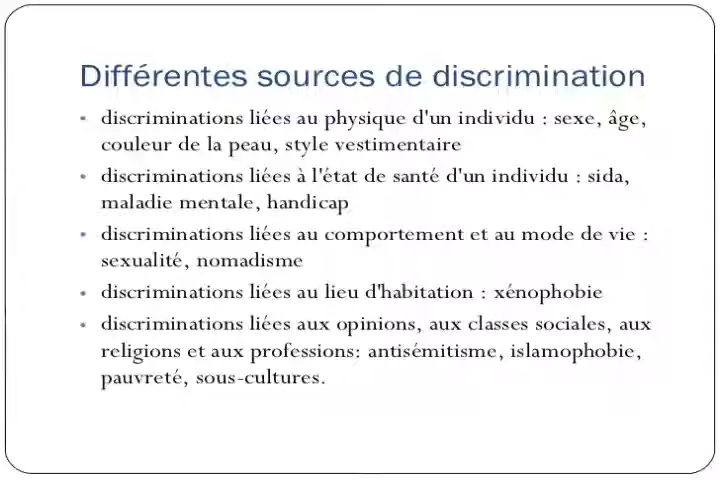 Différentes sources de discrimination
• discriminations liées au physique d'un individu : sexe, âge,
couleur de la peau, style vestimentaire
• discriminations liées à l'état de santé d'un individu : sida,
maladie mentale, handicap
• discriminations liées au comportement et au mode de vie :
sexualité, nomadisme
• discriminations liées au lieu d'habitation : xénophobie
• discriminations liées aux opinions, aux classes sociales, aux
religions et aux professions: antisémitisme, islamophobie,
pauvreté, sous-cultures.